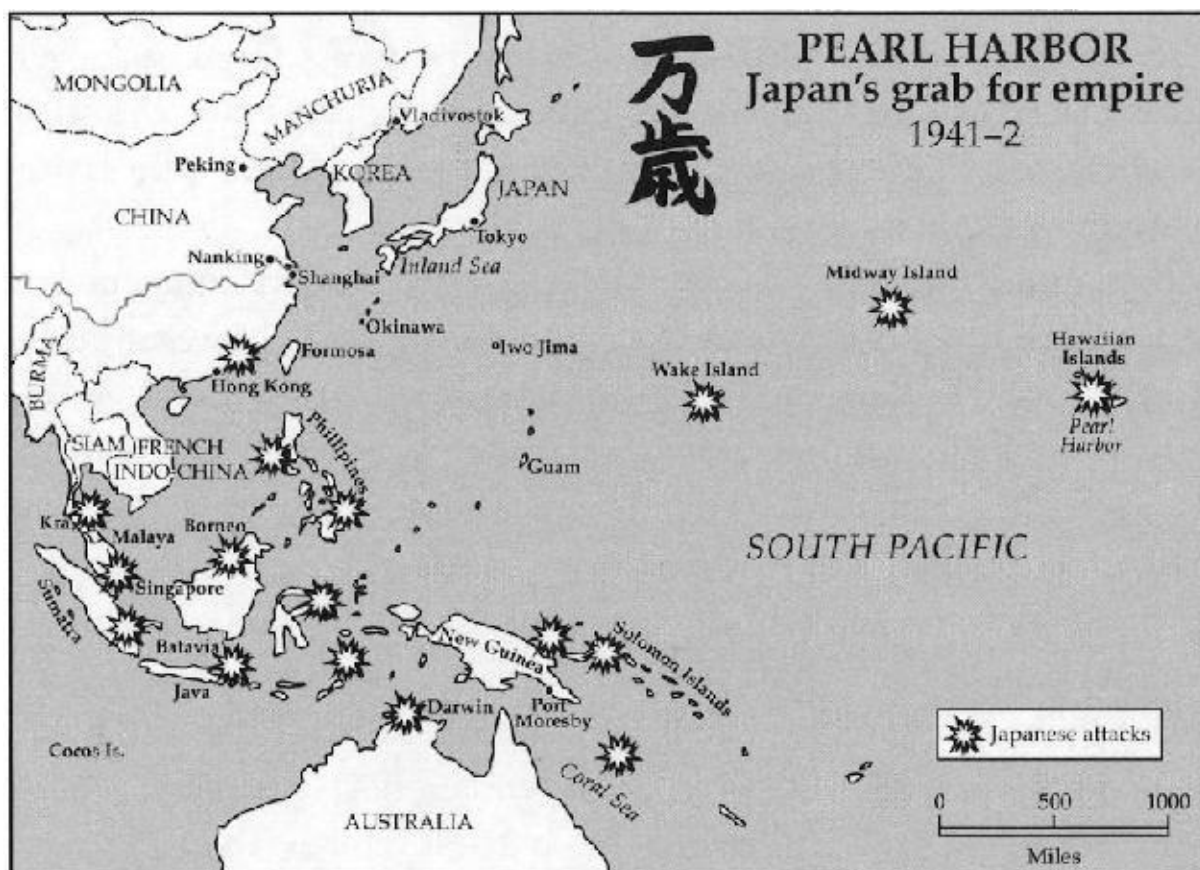 PEARL HARBOR
Japan's grab for empire
1941–2
万
歳
MONGOLIA
MANCHURIA
Vladivostok
Peking
KOREA
JAPAN
CHINA
Tokyo
Nanking
Inland Sea
Shanghai
Midway Island
Okinawa
Formosa
Iwo Jima
Hawaiian
Islands
BURMA
Hong Kong
Wake Island
Pearl
Harbor
SIAM
FRENCH
INDO-CHINA
Phillipines
Guam
Kra
Malaya
Borneo
SOUTH PACIFIC
Singapore
Sumatra
Batavia
New Guinea
Solomon Islands
Java
Darwin
Port
Moresby
Japanese attacks
Cocos Is.
Coral Sea
AUSTRALIA
0 500 1000
Miles